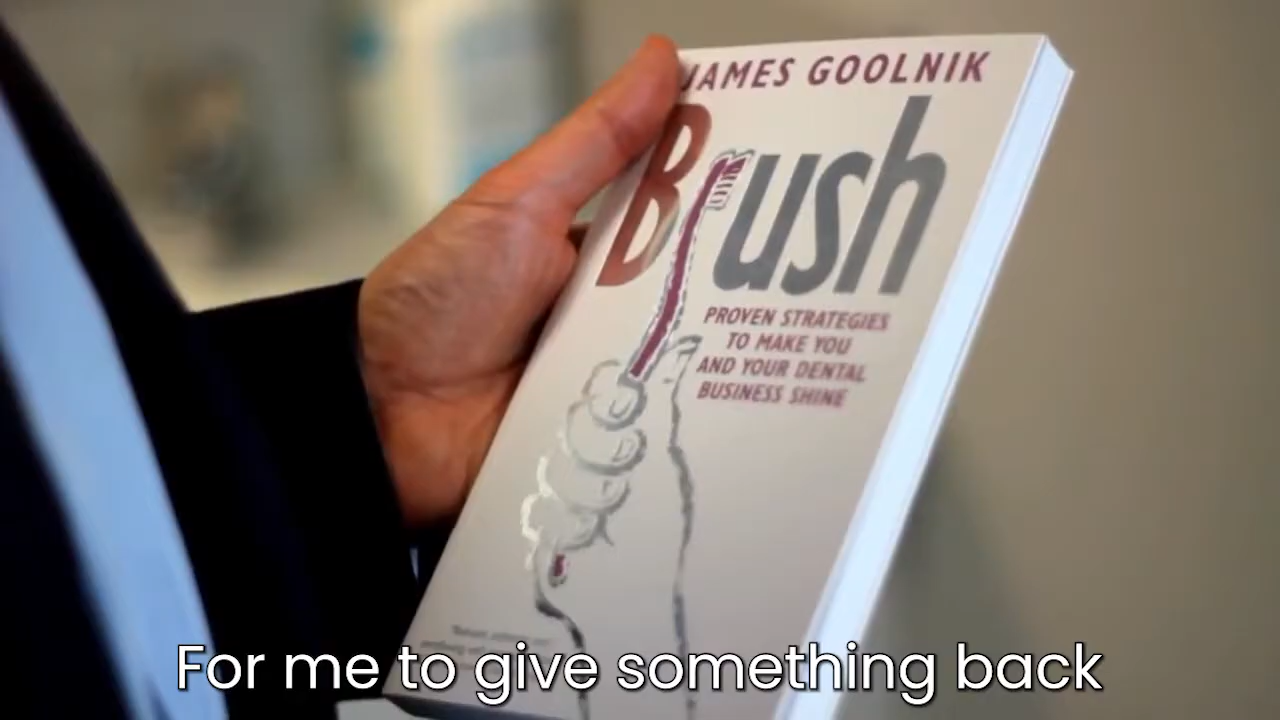 JAMES GOOLNIK
Brush
PROVEN STRATEGIES
TO MAKE YOU
AND YOUR DENTAL
BUSINESS SHINE
For me to give something back